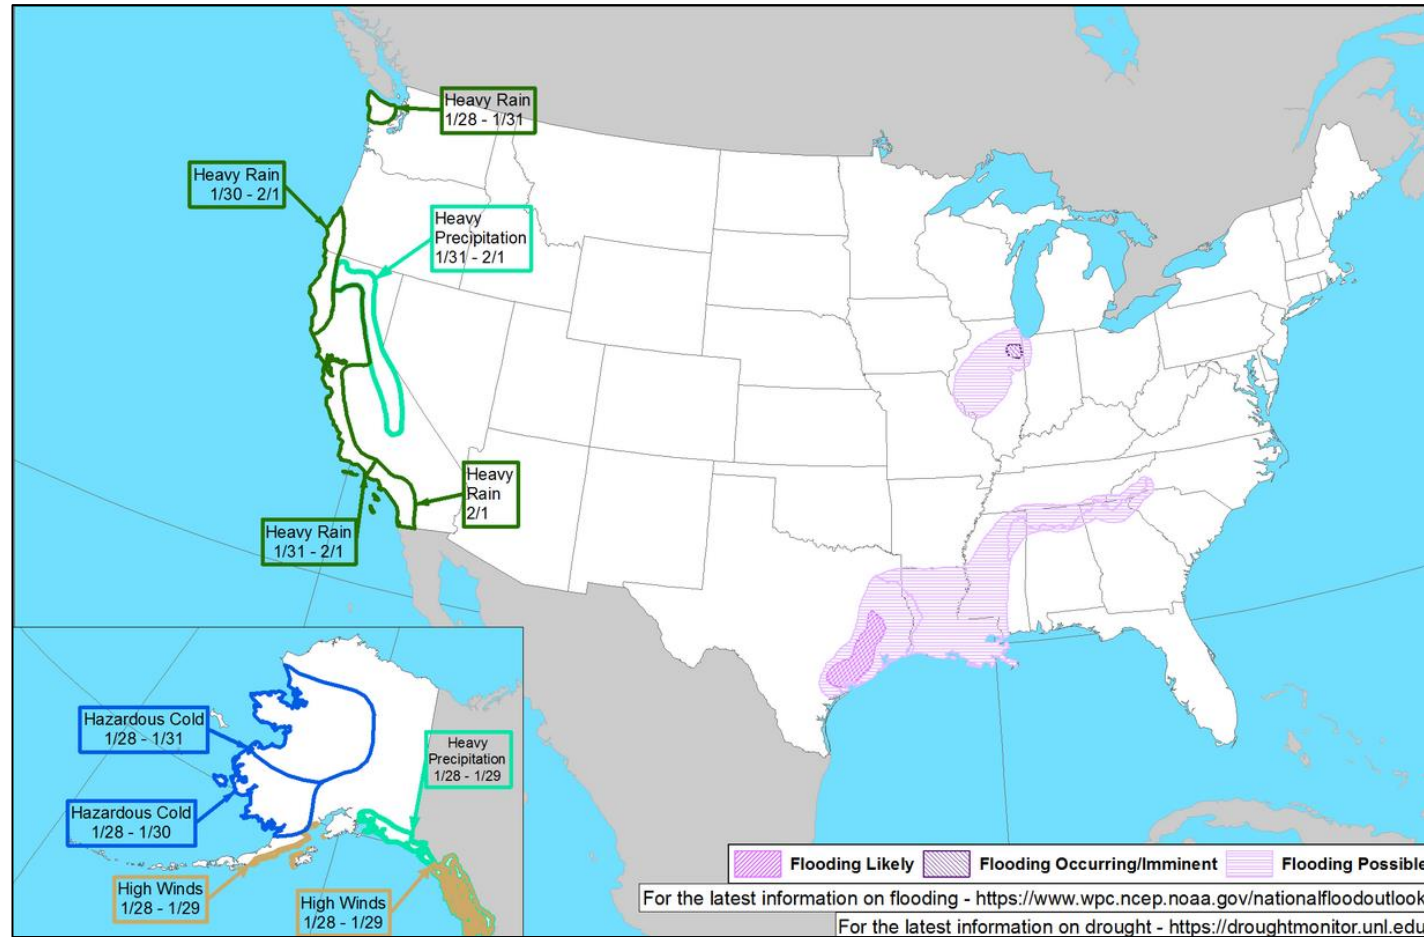 Heavy Rain
1/28 - 1/31
Heavy Rain
1/30 - 2/1
Heavy
Precipitation
1/31 - 2/1
Heavy
Rain
2/1
Heavy Rain
1/31 - 2/1
Hazardous Cold
1/28 - 1/31
Heavy
Precipitation
1/28 - 1/29
Hazardous Cold
1/28 - 1/30
High Winds
1/28 - 1/29
High Winds
1/28 - 1/29
Flooding Likely Flooding Occurring/Imminent Flooding Possible
For the latest information on flooding - https://www.wpc.ncep.noaa.gov/nationalfloodoutlook
For the latest information on drought - https://droughtmonitor.unl.edu